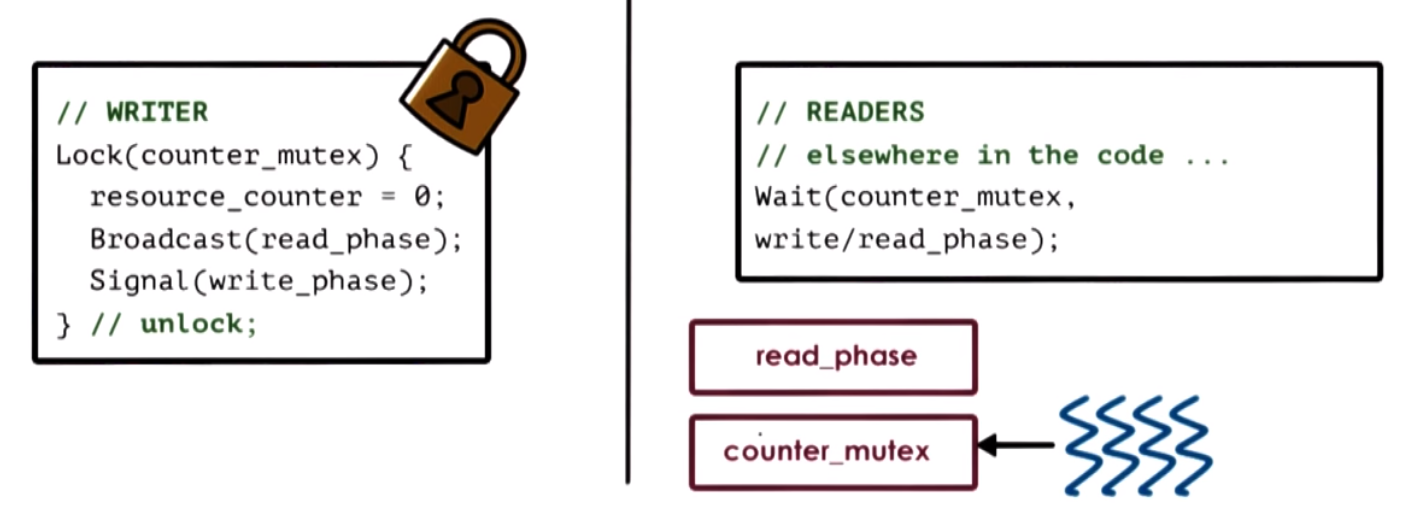 // WRITER
Lock(counter_mutex) {
resource_counter = 0;
Broadcast(read_phase);
Signal(write_phase);
} // unlock;
// READERS
// elsewhere in the code ...
Wait(counter_mutex,
write/read_phase);
read_phase
counter_mutex